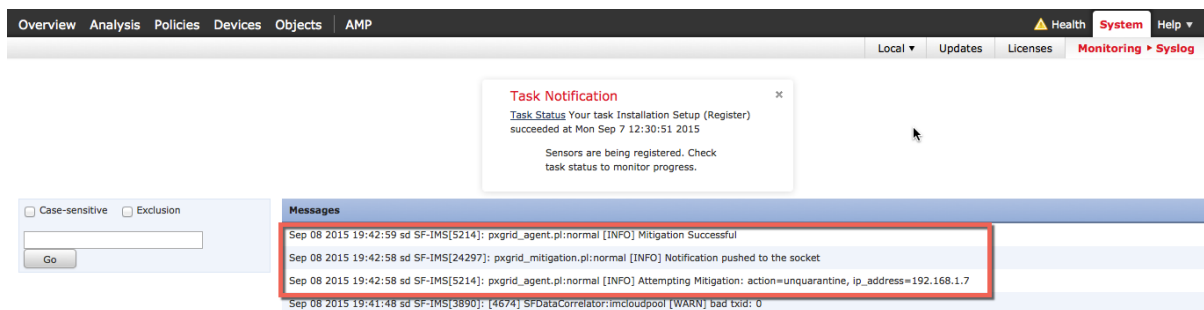 Overview Analysis Policies Devices Objects AMP Health System Help ▾
Local ▾ Updates Licenses Monitoring ▸ Syslog
Task Notification ×
Task Status Your task Installation Setup (Register)
succeeded at Mon Sep 7 12:30:51 2015
Sensors are being registered. Check
task status to monitor progress.
Case-sensitive Exclusion
Messages
Sep 08 2015 19:42:59 sd SF-IMS[5214]: pxgrid_agent.pl:normal [INFO] Mitigation Successful
Go
Sep 08 2015 19:42:58 sd SF-IMS[24297]: pxgrid_mitigation.pl:normal [INFO] Notification pushed to the socket
Sep 08 2015 19:42:58 sd SF-IMS[5214]: pxgrid_agent.pl:normal [INFO] Attempting Mitigation: action=unquarantine, ip_address=192.168.1.7
Sep 08 2015 19:41:48 sd SF-IMS[3890]: [4674] SFDataCorrelator:imcloudpool [WARN] bad txid: 0